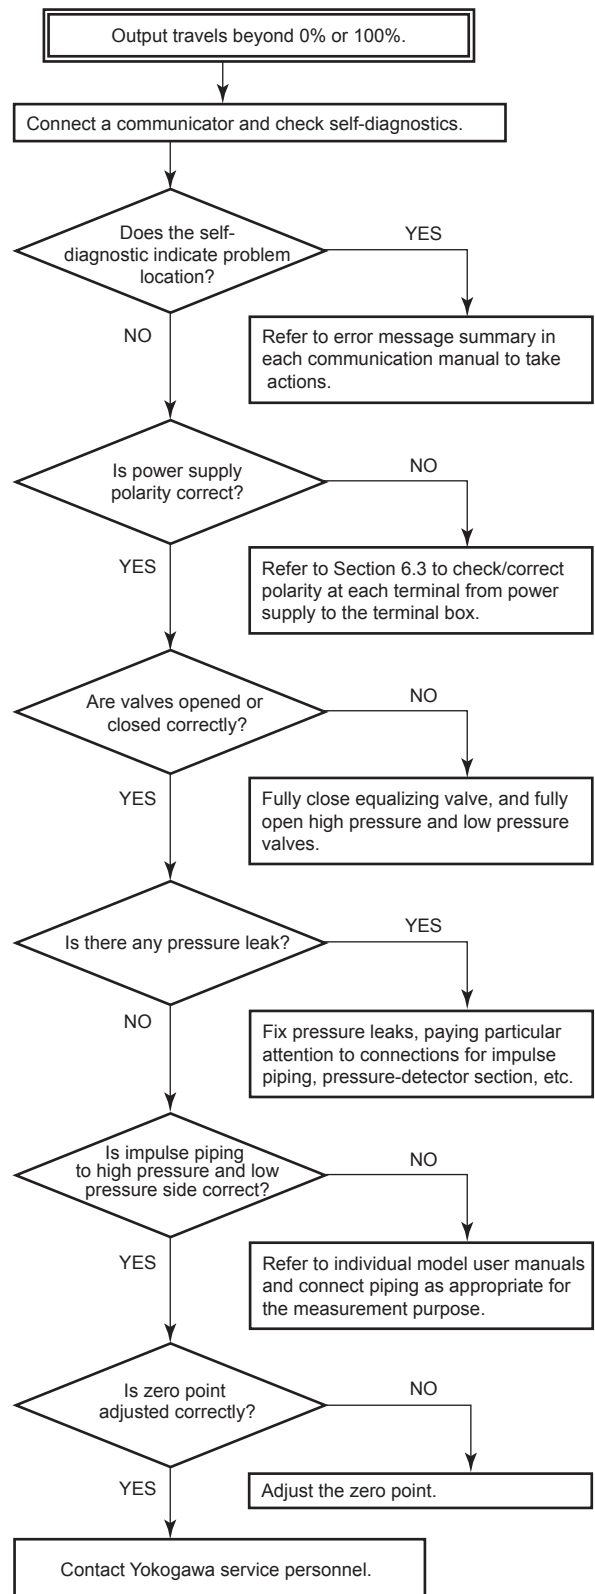 Output travels beyond 0% or 100%.
Connect a communicator and check self-diagnostics.
Does the self-
diagnostic indicate problem
location?
YES
NO
Refer to error message summary in
each communication manual to take
actions.
Is power supply
polarity correct?
NO
YES
Refer to Section 6.3 to check/correct
polarity at each terminal from power
supply to the terminal box.
Are valves opened or
closed correctly?
NO
YES
Fully close equalizing valve, and fully
open high pressure and low pressure
valves.
Is there any pressure leak?
YES
NO
Fix pressure leaks, paying particular
attention to connections for impulse
piping, pressure-detector section, etc.
Is impulse piping
to high pressure and low
pressure side correct?
NO
YES
Refer to individual model user manuals
and connect piping as appropriate for
the measurement purpose.
Is zero point
adjusted correctly?
NO
YES
Adjust the zero point.
Contact Yokogawa service personnel.